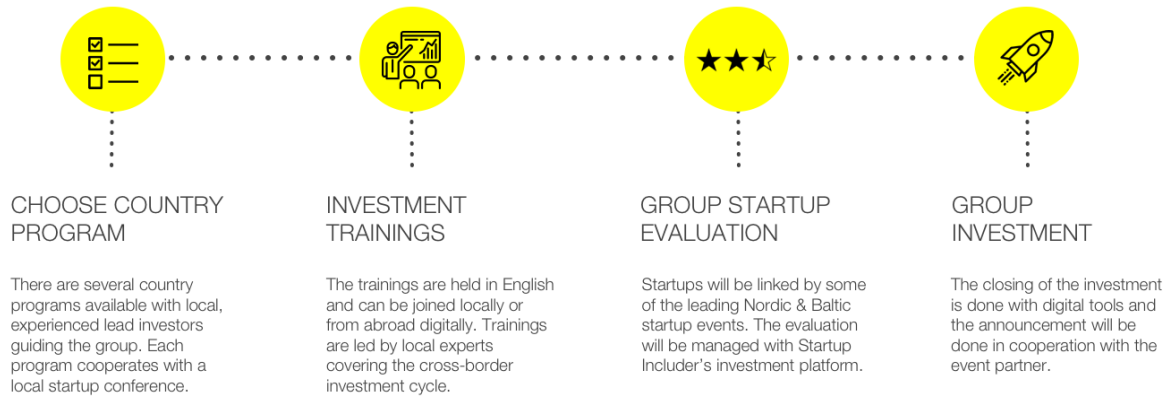 CHOOSE COUNTRY
PROGRAM
There are several country
programs available with local,
experienced lead investors
guiding the group. Each
program cooperates with a
local startup conference.
INVESTMENT
TRAININGS
The trainings are held in English
and can be joined locally or
from abroad digitally. Trainings
are led by local experts
covering the cross-border
investment cycle.
GROUP STARTUP
EVALUATION
Startups will be linked by some
of the leading Nordic & Baltic
startup events. The evaluation
will be managed with Startup
Includer’s investment platform.
GROUP
INVESTMENT
The closing of the investment
is done with digital tools and
the announcement will be
done in cooperation with the
event partner.